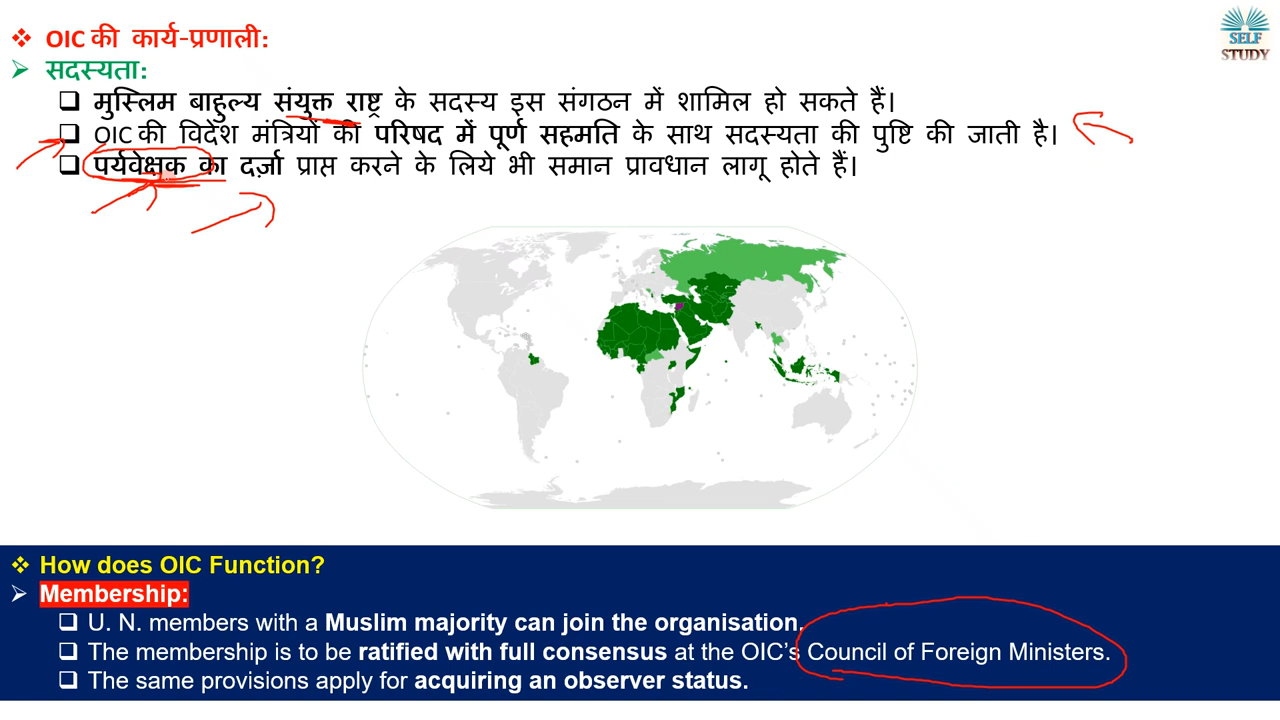 ❖ OIC की कार्य-प्रणाली:
SELF
STUDY
➢ सदस्यता:
❑ मुस्लिम बाहुल्य संयुक्त राष्ट्र के सदस्य इस संगठन में शामिल हो सकते हैं।
❑ OIC की विदेश मंत्रियों की परिषद में पूर्ण सहमति के साथ सदस्यता की पुष्टि की जाती है।
❑ पर्यवेक्षक का दर्ज़ा प्राप्त करने के लिये भी समान प्रावधान लागू होते हैं।
❖ How does OIC Function?
➢ Membership:
❑ U. N. members with a Muslim majority can join the organisation.
❑ The membership is to be ratified with full consensus at the OIC's Council of Foreign Ministers.
❑ The same provisions apply for acquiring an observer status.